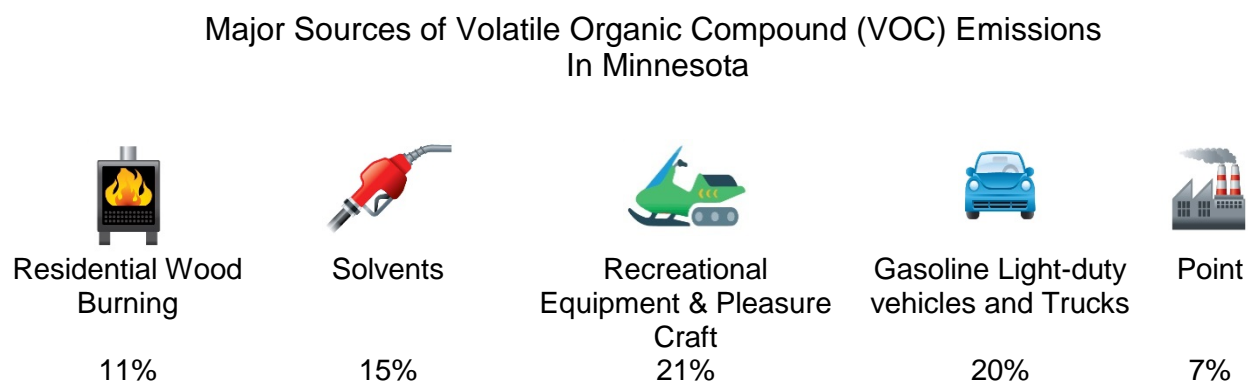 Major Sources of Volatile Organic Compound (VOC) Emissions
In Minnesota
Residential Wood
Burning
11%
Solvents
15%
Recreational
Equipment & Pleasure
Craft
21%
Gasoline Light-duty
vehicles and Trucks
20%
Point
7%